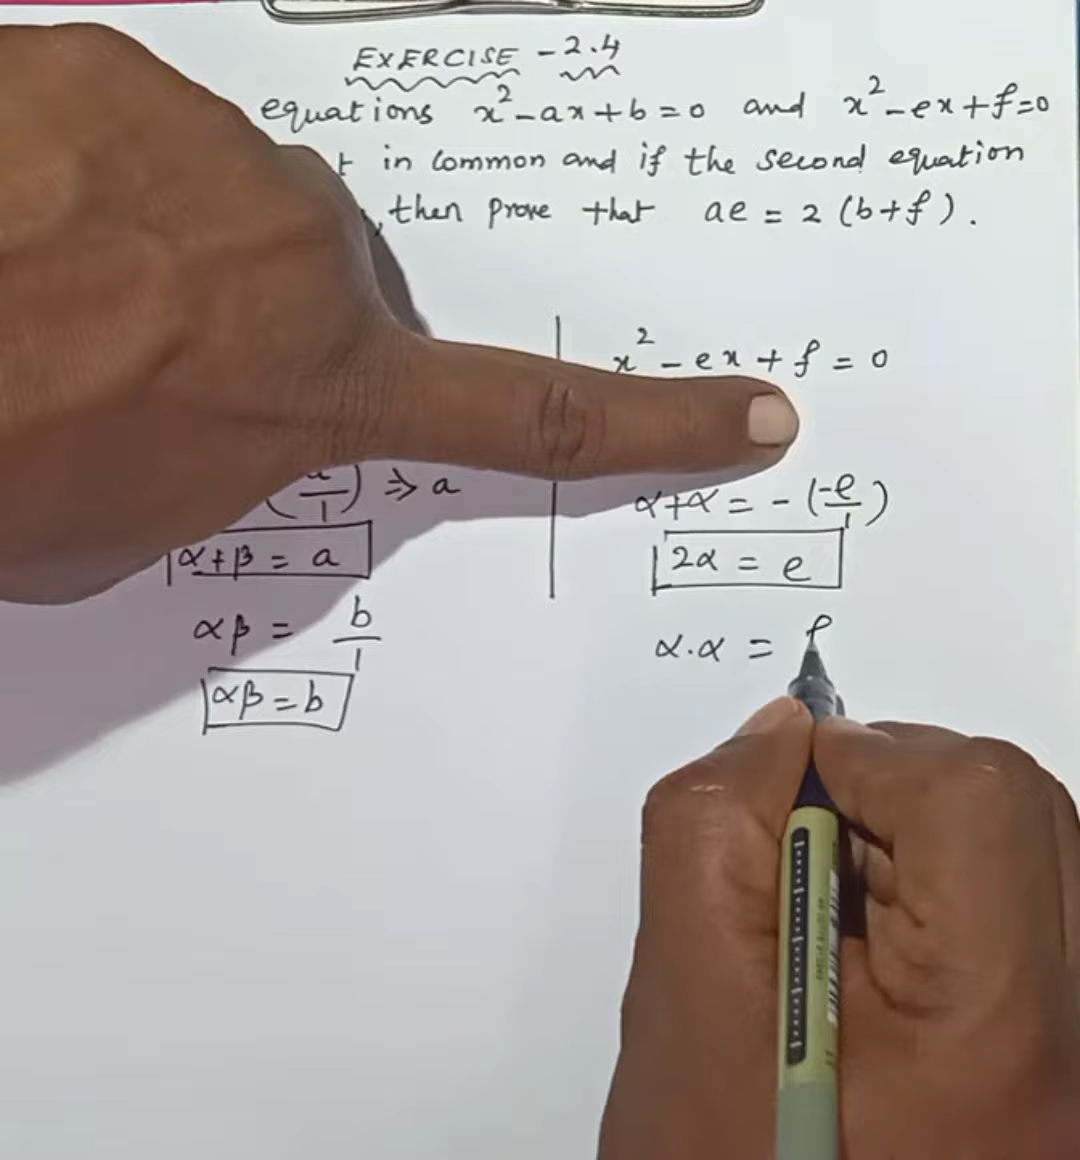 EXERCISE - 2.4
equations x² - ax + b = 0 and x² - ex + f = 0
in common and if the second equation
, then prove that ae = 2 (b + f).
x² - ex + f = 0
⇒ a
α + α = - (-e/1)
α + β = a
2α = e
αβ = b/1
α.α = f
αβ = b